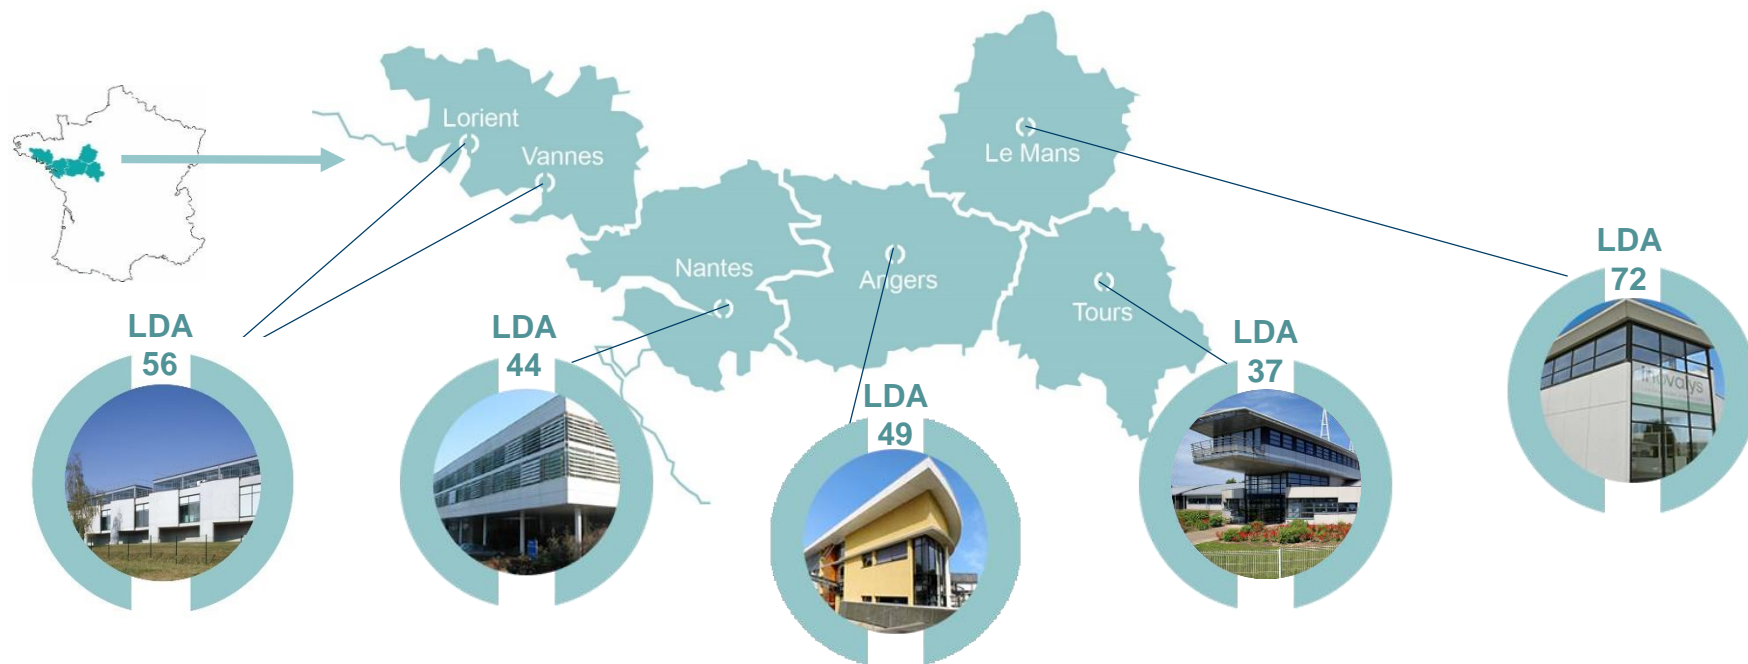 Lorient
Vannes
Le Mans
Nantes
Angers
Tours
LDA
56
LDA
44
LDA
49
LDA
37
LDA
72
inovalys